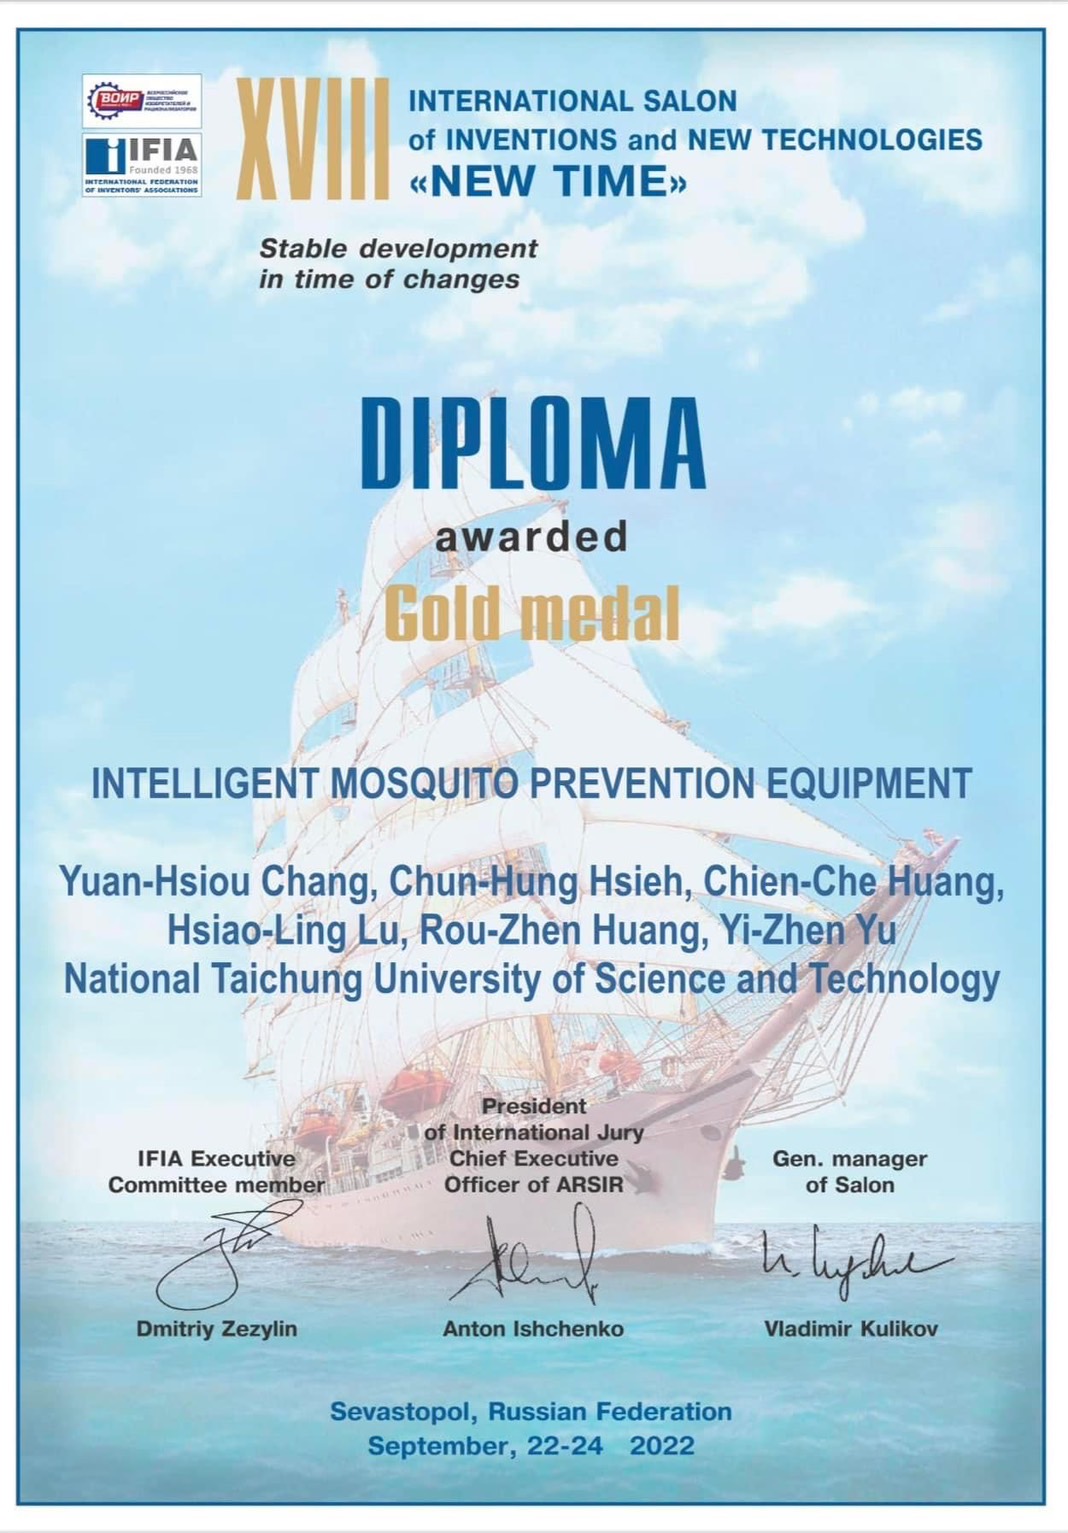 ВОИР
ВСЕРОССИЙСКОЕ
ОБЩЕСТВО
ИЗОБРЕТАТЕЛЕЙ И
РАЦИОНАЛИЗАТОРОВ
IFIA
Founded 1968
INTERNATIONAL FEDERATION
OF INVENTORS' ASSOCIATIONS
XVIII
INTERNATIONAL SALON
of INVENTIONS and NEW TECHNOLOGIES
«NEW TIME»
Stable development
in time of changes
DIPLOMA
awarded
Gold medal
INTELLIGENT MOSQUITO PREVENTION EQUIPMENT
Yuan-Hsiou Chang, Chun-Hung Hsieh, Chien-Che Huang,
Hsiao-Ling Lu, Rou-Zhen Huang, Yi-Zhen Yu
National Taichung University of Science and Technology
IFIA Executive
Committee member
Dmitriy Zezylin
President
of International Jury
Chief Executive
Officer of ARSIR
Anton Ishchenko
Gen. manager
of Salon
Vladimir Kulikov
Sevastopol, Russian Federation
September, 22-24 2022